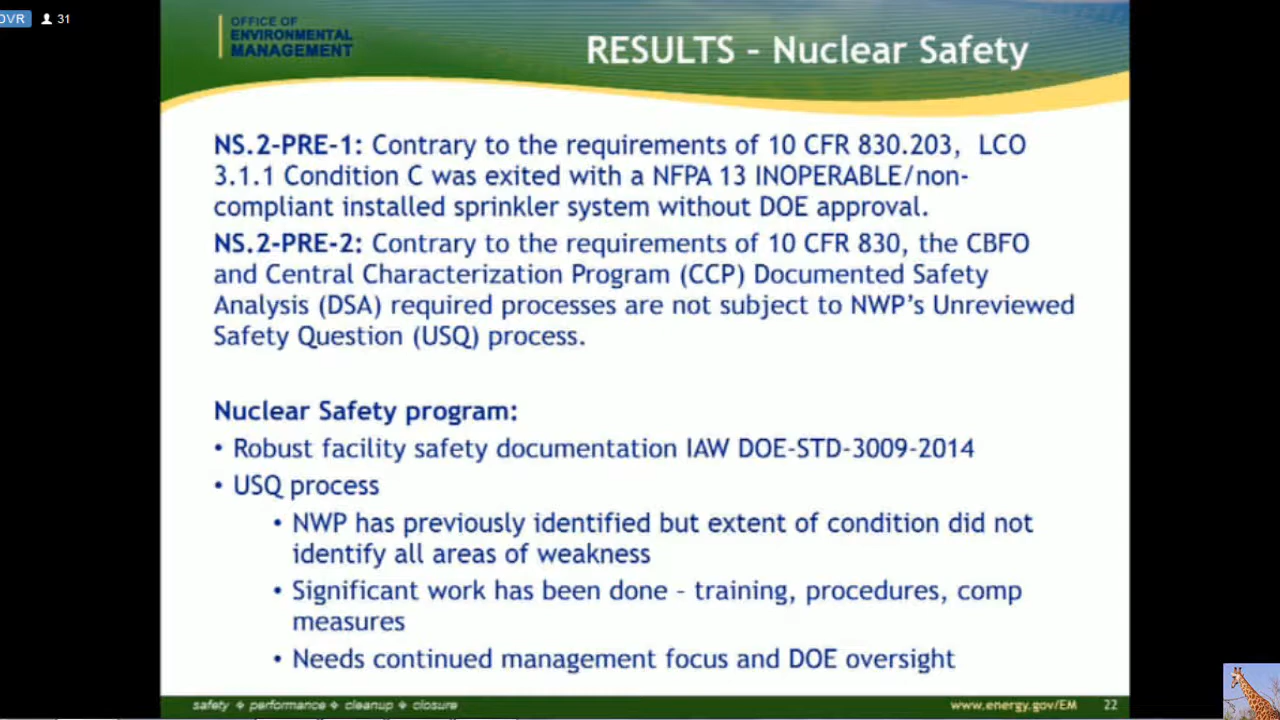 OVR 31
OFFICE OF
ENVIRONMENTAL
MANAGEMENT
RESULTS – Nuclear Safety
NS.2-PRE-1: Contrary to the requirements of 10 CFR 830.203, LCO
3.1.1 Condition C was exited with a NFPA 13 INOPERABLE/non-
compliant installed sprinkler system without DOE approval.
NS.2-PRE-2: Contrary to the requirements of 10 CFR 830, the CBFO
and Central Characterization Program (CCP) Documented Safety
Analysis (DSA) required processes are not subject to NWP's Unreviewed
Safety Question (USQ) process.
Nuclear Safety program:
• Robust facility safety documentation IAW DOE-STD-3009-2014
• USQ process
• NWP has previously identified but extent of condition did not
identify all areas of weakness
• Significant work has been done – training, procedures, comp
measures
• Needs continued management focus and DOE oversight
safety ❖ performance ❖ cleanup ❖ closure
www.energy.gov/EM 22